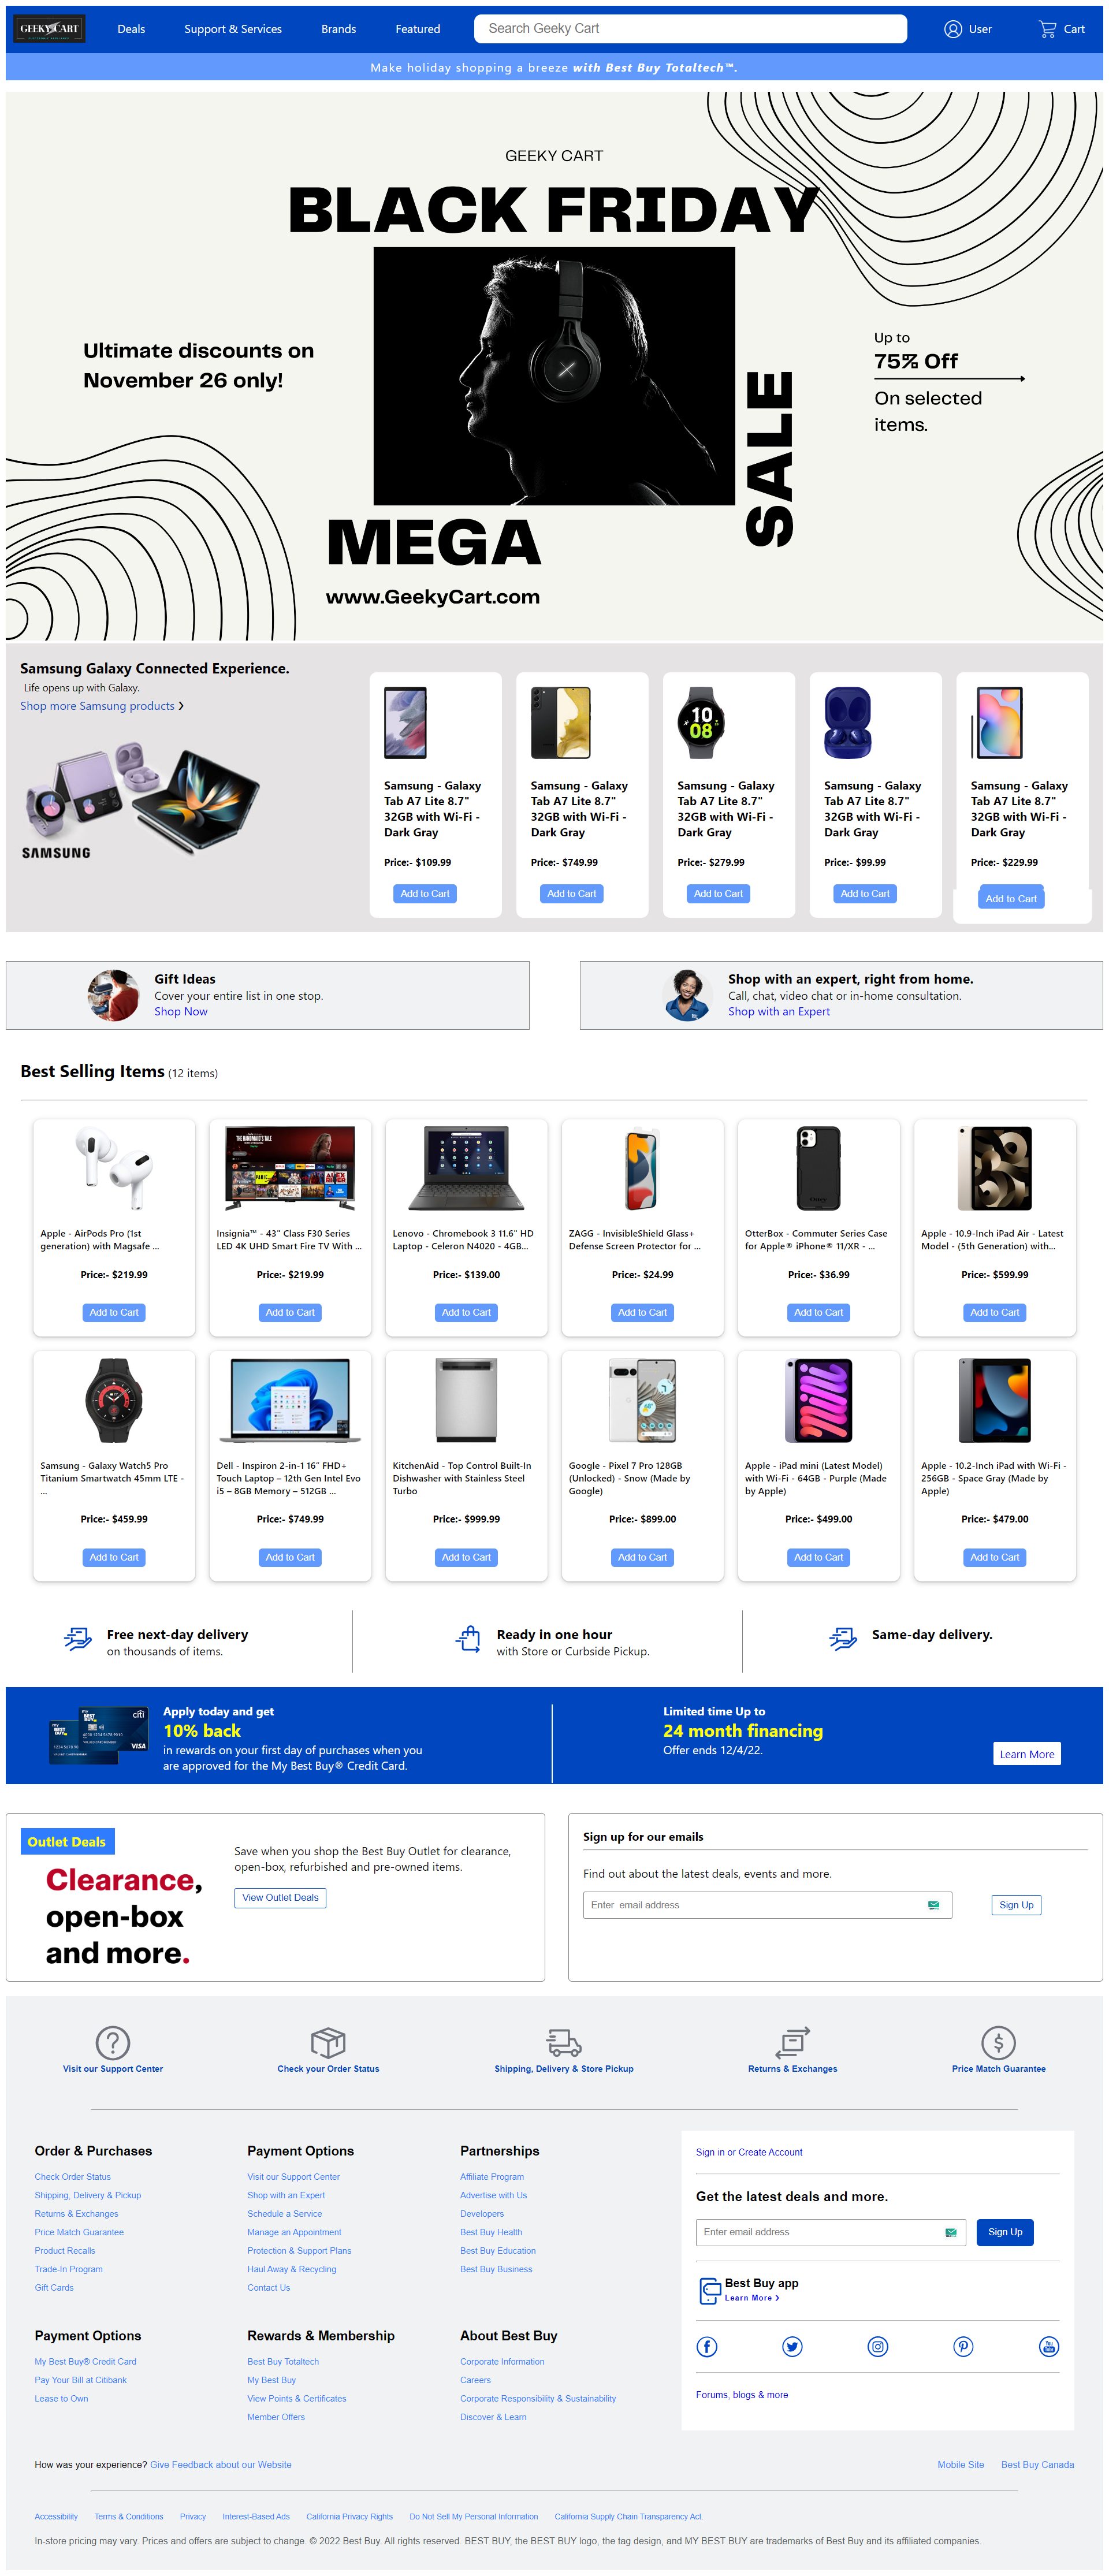 GEEKY CART
Deals
Support & Services
Brands
Featured
Search Geeky Cart
User
Cart
Make holiday shopping a breeze with Best Buy Totaltech™.
GEEKY CART
BLACK FRIDAY
Ultimate discounts on
November 26 only!
Up to
75% Off
On selected
items.
SALE
MEGA
www.GeekyCart.com
Samsung Galaxy Connected Experience.
Life opens up with Galaxy.
Shop more Samsung products ❯
SAMSUNG
Samsung - Galaxy
Tab A7 Lite 8.7"
32GB with Wi-Fi -
Dark Gray
Price:- $109.99
Add to Cart
Samsung - Galaxy
Tab A7 Lite 8.7"
32GB with Wi-Fi -
Dark Gray
Price:- $749.99
Add to Cart
10
08
Samsung - Galaxy
Tab A7 Lite 8.7"
32GB with Wi-Fi -
Dark Gray
Price:- $279.99
Add to Cart
Samsung - Galaxy
Tab A7 Lite 8.7"
32GB with Wi-Fi -
Dark Gray
Price:- $99.99
Add to Cart
Samsung - Galaxy
Tab A7 Lite 8.7"
32GB with Wi-Fi -
Dark Gray
Price:- $229.99
Add to Cart
Gift Ideas
Cover your entire list in one stop.
Shop Now
Shop with an expert, right from home.
Call, chat, video chat or in-home consultation.
Shop with an Expert
Best Selling Items (12 items)
Apple - AirPods Pro (1st
generation) with Magsafe ...
Price:- $219.99
Add to Cart
Insignia™ - 43" Class F30 Series
LED 4K UHD Smart Fire TV With ...
Price:- $219.99
Add to Cart
Lenovo - Chromebook 3 11.6" HD
Laptop - Celeron N4020 - 4GB...
Price:- $139.00
Add to Cart
ZAGG - InvisibleShield Glass+
Defense Screen Protector for ...
Price:- $24.99
Add to Cart
OtterBox - Commuter Series Case
for Apple® iPhone® 11/XR - ...
Price:- $36.99
Add to Cart
Apple - 10.9-Inch iPad Air - Latest
Model - (5th Generation) with...
Price:- $599.99
Add to Cart
Samsung - Galaxy Watch5 Pro
Titanium Smartwatch 45mm LTE -
...
Price:- $459.99
Add to Cart
Dell - Inspiron 2-in-1 16" FHD+
Touch Laptop – 12th Gen Intel Evo
i5 – 8GB Memory – 512GB ...
Price:- $749.99
Add to Cart
KitchenAid - Top Control Built-In
Dishwasher with Stainless Steel
Turbo
Price:- $999.99
Add to Cart
Google - Pixel 7 Pro 128GB
(Unlocked) - Snow (Made by
Google)
Price:- $899.00
Add to Cart
Apple - iPad mini (Latest Model)
with Wi-Fi - 64GB - Purple (Made
by Apple)
Price:- $499.00
Add to Cart
Apple - 10.2-Inch iPad with Wi-Fi -
256GB - Space Gray (Made by
Apple)
Price:- $479.00
Add to Cart
Free next-day delivery
on thousands of items.
Ready in one hour
with Store or Curbside Pickup.
Same-day delivery.
BEST
BUY
citi
VISA
Apply today and get
10% back
in rewards on your first day of purchases when you
are approved for the My Best Buy® Credit Card.
Limited time Up to
24 month financing
Offer ends 12/4/22.
Learn More
Outlet Deals
Clearance,
open-box
and more.
Save when you shop the Best Buy Outlet for clearance,
open-box, refurbished and pre-owned items.
View Outlet Deals
Sign up for our emails
Find out about the latest deals, events and more.
Enter  email address
Sign Up
Visit our Support Center
Check your Order Status
Shipping, Delivery & Store Pickup
Returns & Exchanges
Price Match Guarantee
Order & Purchases
Check Order Status
Shipping, Delivery & Pickup
Returns & Exchanges
Price Match Guarantee
Product Recalls
Trade-In Program
Gift Cards
Payment Options
Visit our Support Center
Shop with an Expert
Schedule a Service
Manage an Appointment
Protection & Support Plans
Haul Away & Recycling
Contact Us
Partnerships
Affiliate Program
Advertise with Us
Developers
Best Buy Health
Best Buy Education
Best Buy Business
Payment Options
My Best Buy® Credit Card
Pay Your Bill at Citibank
Lease to Own
Rewards & Membership
Best Buy Totaltech
My Best Buy
View Points & Certificates
Member Offers
About Best Buy
Corporate Information
Careers
Corporate Responsibility & Sustainability
Discover & Learn
Sign in or Create Account
Get the latest deals and more.
Enter email address
Sign Up
Best Buy app
Learn More ❯
You
Tube
Forums, blogs & more
How was your experience? Give Feedback about our Website
Mobile Site
Best Buy Canada
Accessibility
Terms & Conditions
Privacy
Interest-Based Ads
California Privacy Rights
Do Not Sell My Personal Information
California Supply Chain Transparency Act.
In-store pricing may vary. Prices and offers are subject to change. © 2022 Best Buy. All rights reserved. BEST BUY, the BEST BUY logo, the tag design, and MY BEST BUY are trademarks of Best Buy and its affiliated companies.